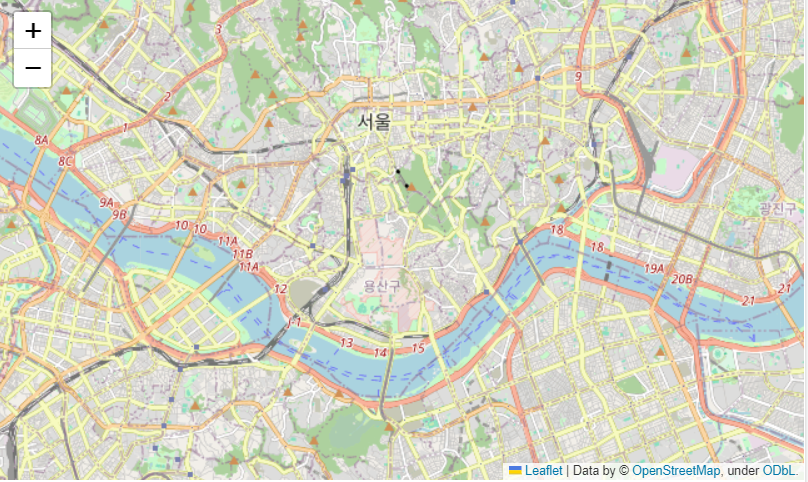 +
−
3
9
서울
2
1
8A
8C
9A
9B
10 10
11A
11B
11A
12
1
13
14
15
용산구
광진구
18
18
19A
20B
21
21
Leaflet | Data by © OpenStreetMap, under ODbL.